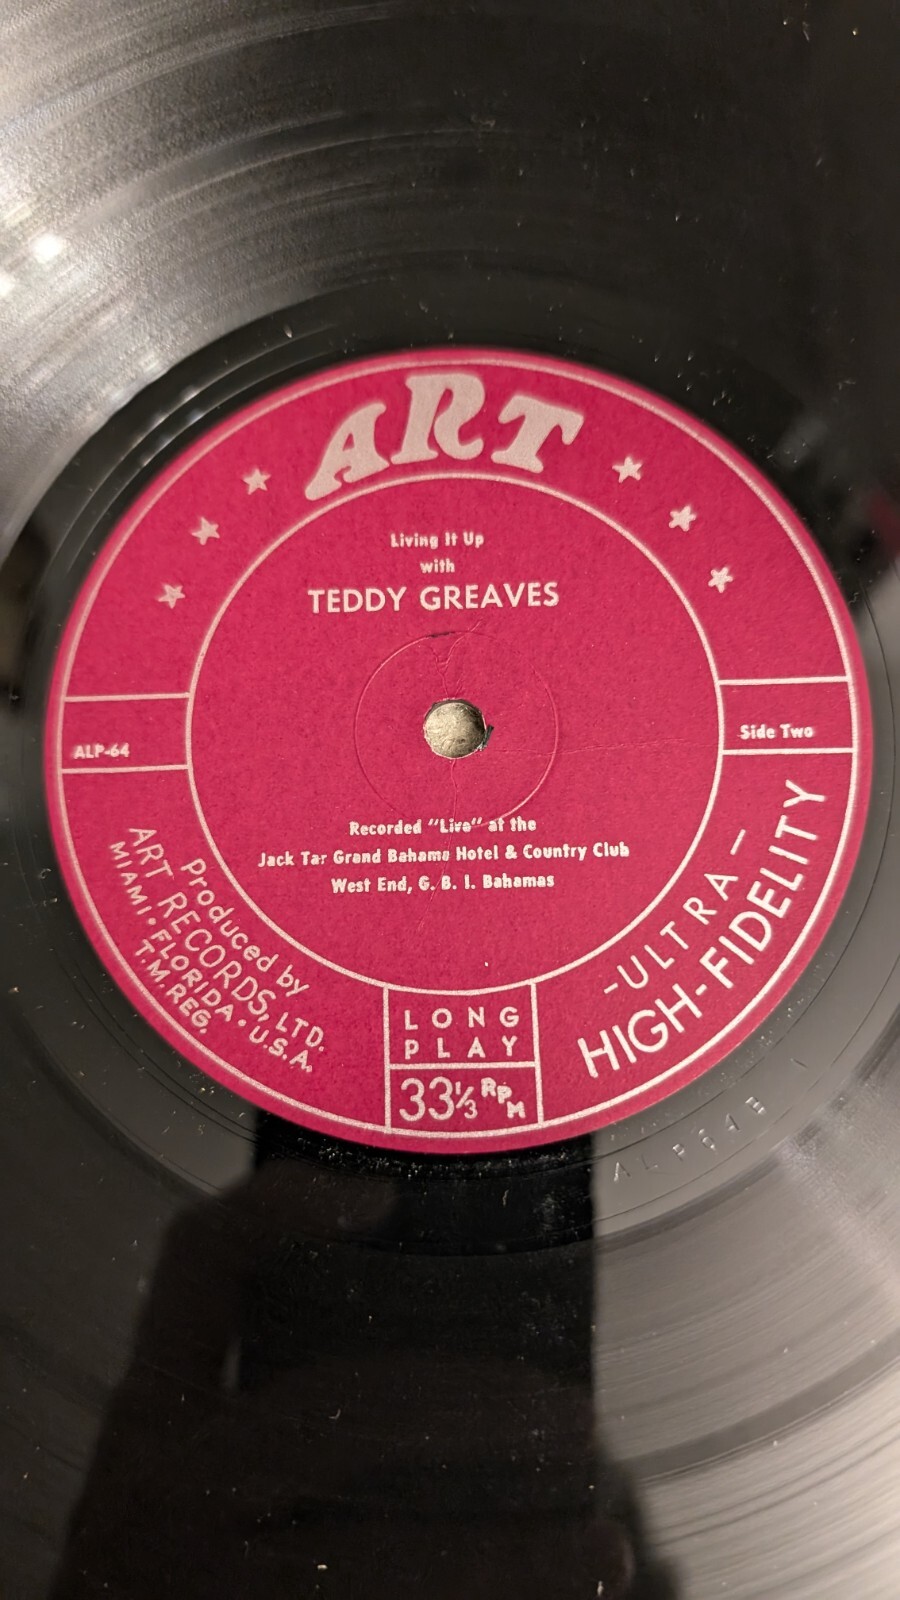 ART
Living It Up
with
TEDDY GREAVES
ALP-64
Side Two
Recorded "Live" at the
Jack Tar Grand Bahama Hotel & Country Club
West End, G. B. I. Bahamas
Produced by
ART RECORDS, LTD.
MIAMI • FLORIDA • U.S.A.
T.M. REG.
LONG
PLAY
33⅓ RPM
-ULTRA-
HIGH-FIDELITY
ALP64B